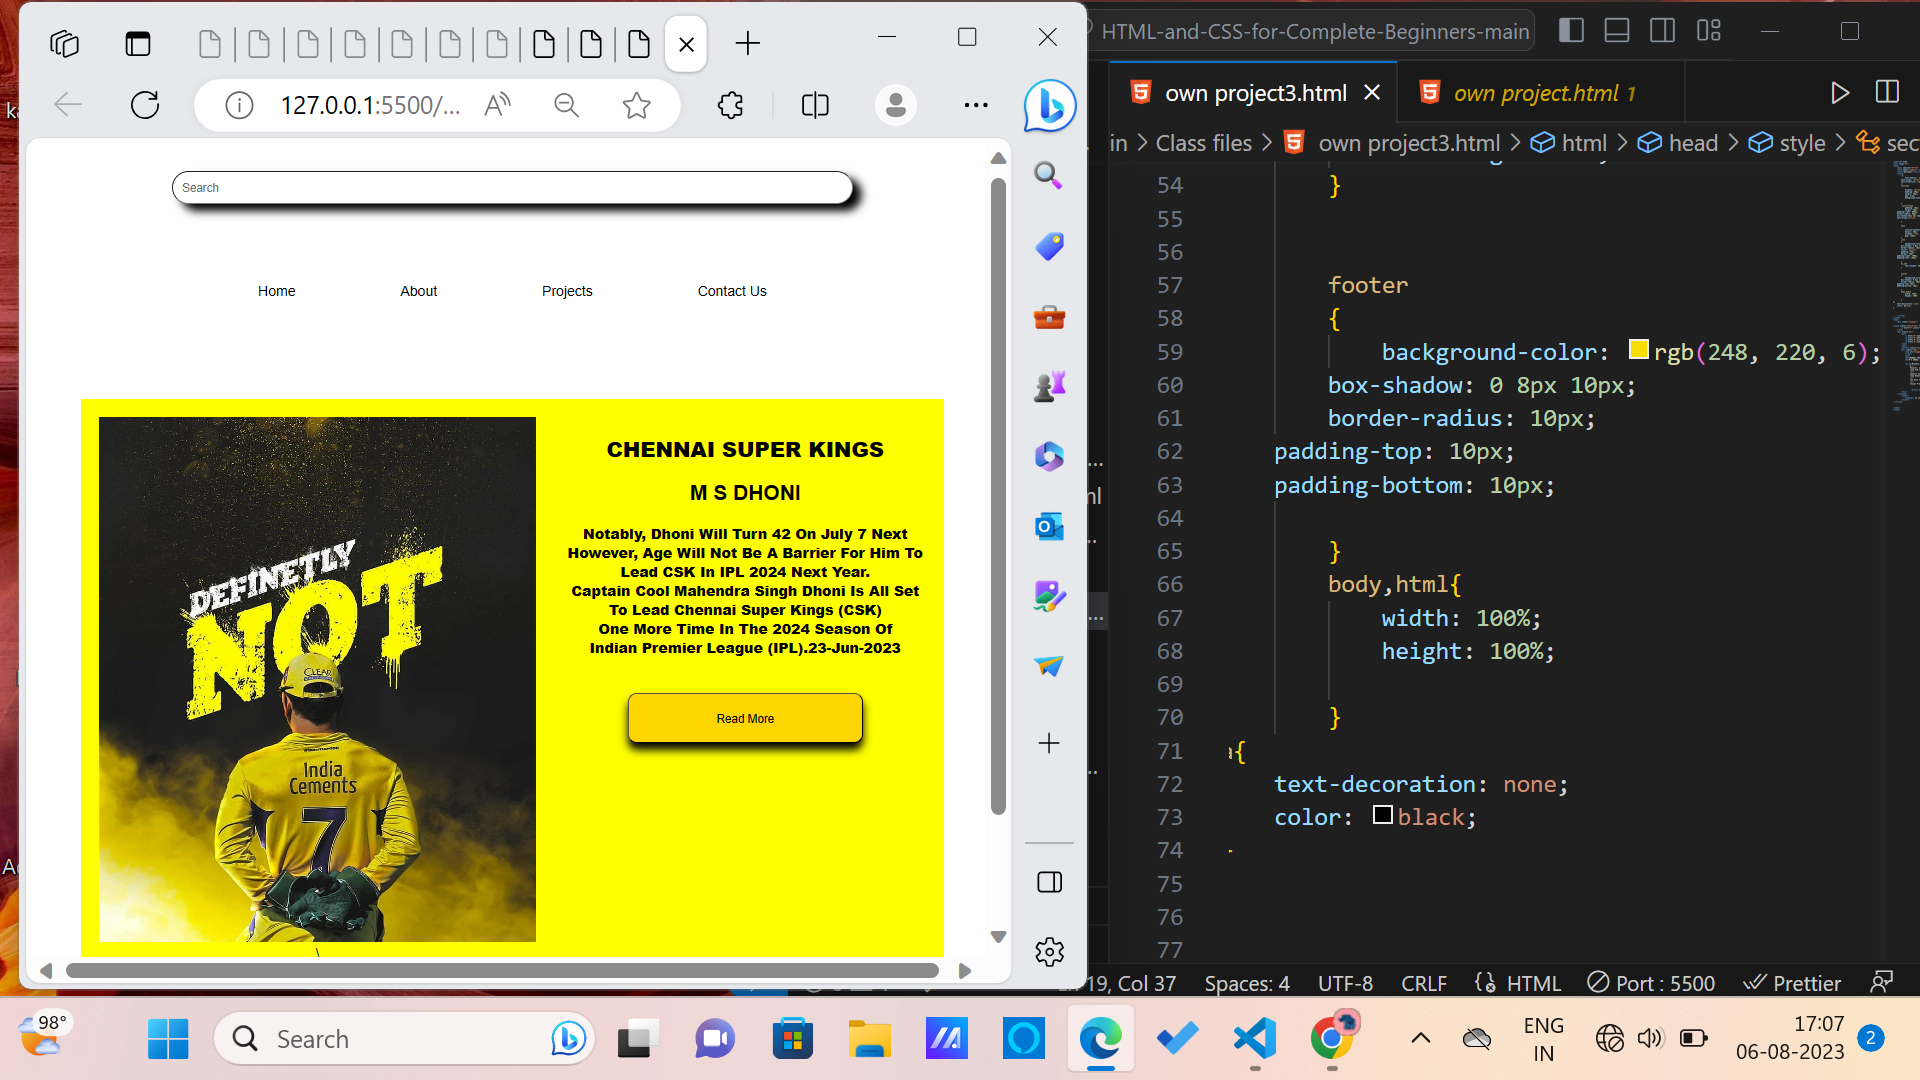 127.0.0.1:5500/...
Search
Home
About
Projects
Contact Us
DEFINETLY
NOT
CLEAR
India
Cements
7
CHENNAI SUPER KINGS
M S DHONI
Notably, Dhoni Will Turn 42 On July 7 Next
However, Age Will Not Be A Barrier For Him To
Lead CSK In IPL 2024 Next Year.
Captain Cool Mahendra Singh Dhoni Is All Set
To Lead Chennai Super Kings (CSK)
One More Time In The 2024 Season Of
Indian Premier League (IPL).23-Jun-2023
Read More
HTML-and-CSS-for-Complete-Beginners-main
own project3.html
own project.html 1
in > Class files > own project3.html > html > head > style > sec
54 }
55
56
57 footer
58 {
59 background-color: rgb(248, 220, 6);
60 box-shadow: 0 8px 10px;
61 border-radius: 10px;
62 padding-top: 10px;
63 padding-bottom: 10px;
64
65 }
66 body,html{
67 width: 100%;
68 height: 100%;
69
70 }
71 {
72 text-decoration: none;
73 color: black;
74
75
76
77
19, Col 37
Spaces: 4
UTF-8
CRLF
HTML
Port : 5500
Prettier
98°
Search
ENG
IN
17:07
06-08-2023
2